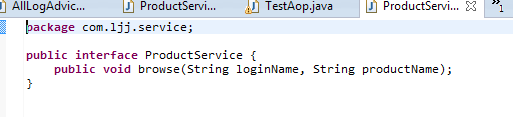 AllLogAdvic... ProductServi... TestAop.java ProductServi... »1
package com.ljj.service;
public interface ProductService {
public void browse(String loginName, String productName);
}